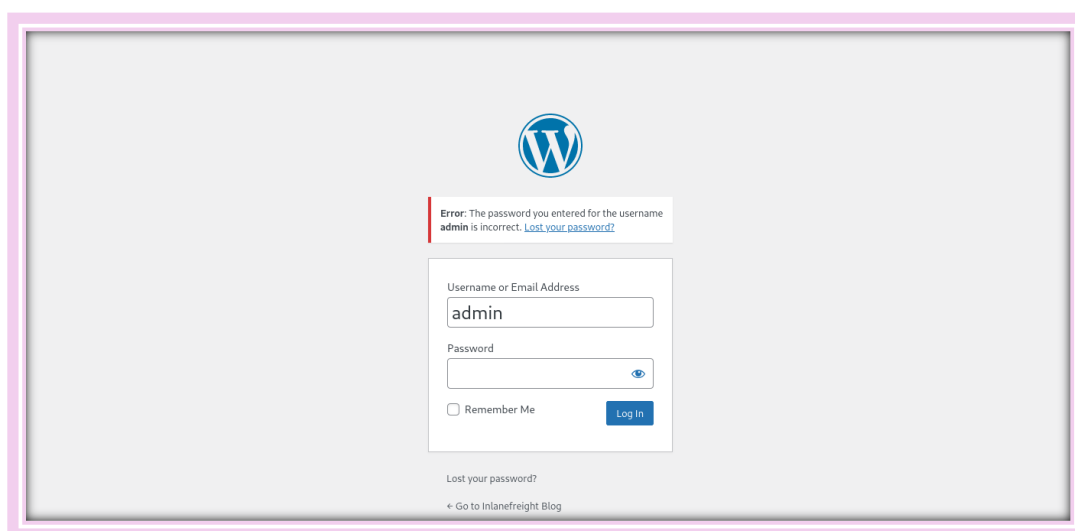 Error: The password you entered for the username
admin is incorrect. Lost your password?
Username or Email Address
admin
Password
Remember Me
Log In
Lost your password?
← Go to Inlanefreight Blog